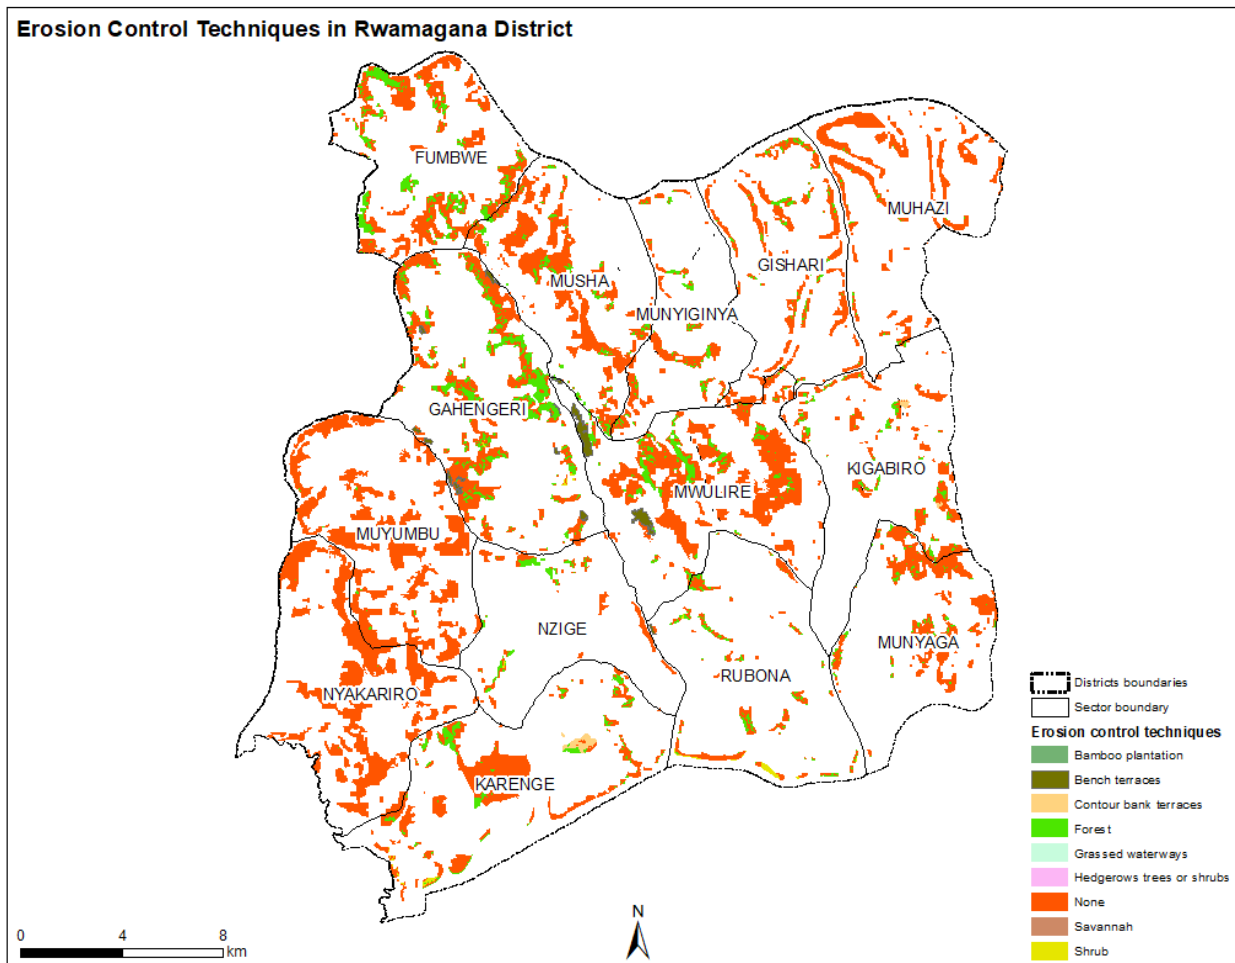 Erosion Control Techniques in Rwamagana District
FUMBWE
MUHAZI
GISHARI
MUSHA
MUNYIGINYA
GAHENGERI
KIGABIRO
MWULIRE
MUYUMBU
NZIGE
MUNYAGA
RUBONA
NYAKARIRO
KARENGE
Districts boundaries
Sector boundary
Erosion control techniques
Bamboo plantation
Bench terraces
Contour bank terraces
Forest
Grassed waterways
Hedgerows trees or shrubs
None
Savannah
Shrub
N
0 4 8
km